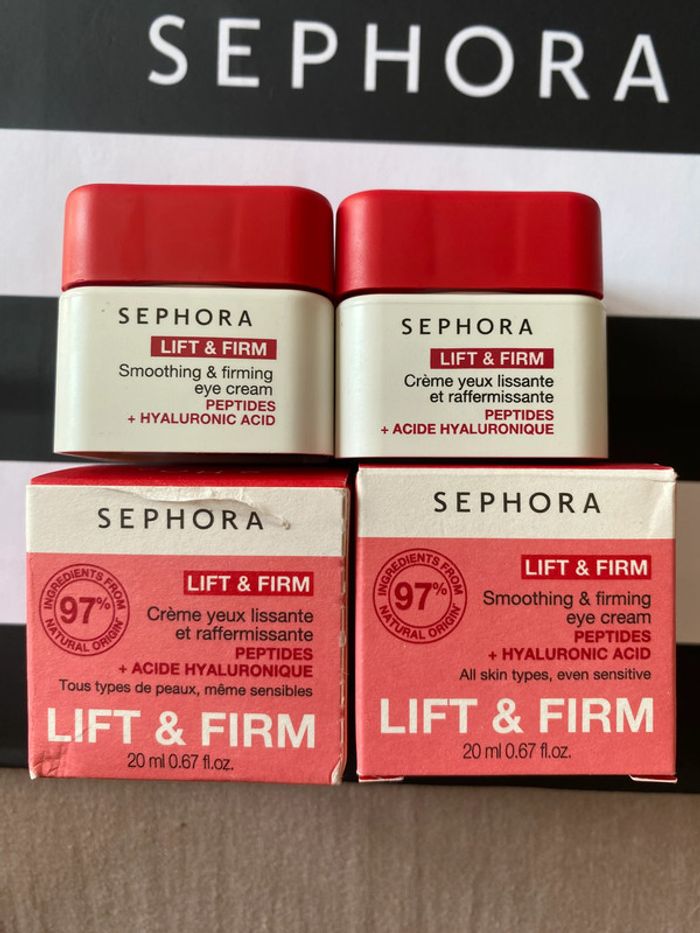 SEPHORA
SEPHORA
LIFT & FIRM
Smoothing & firming
eye cream
PEPTIDES
+ HYALURONIC ACID
SEPHORA
LIFT & FIRM
Crème yeux lissante
et raffermissante
PEPTIDES
+ ACIDE HYALURONIQUE
SEPHORA
INGREDIENTS FROM
97%
NATURAL ORIGIN*
LIFT & FIRM
Crème yeux lissante
et raffermissante
PEPTIDES
+ ACIDE HYALURONIQUE
Tous types de peaux, même sensibles
LIFT & FIRM
20 ml 0.67 fl.oz.
SEPHORA
INGREDIENTS FROM
97%
NATURAL ORIGIN*
LIFT & FIRM
Smoothing & firming
eye cream
PEPTIDES
+ HYALURONIC ACID
All skin types, even sensitive
LIFT & FIRM
20 ml 0.67 fl.oz.